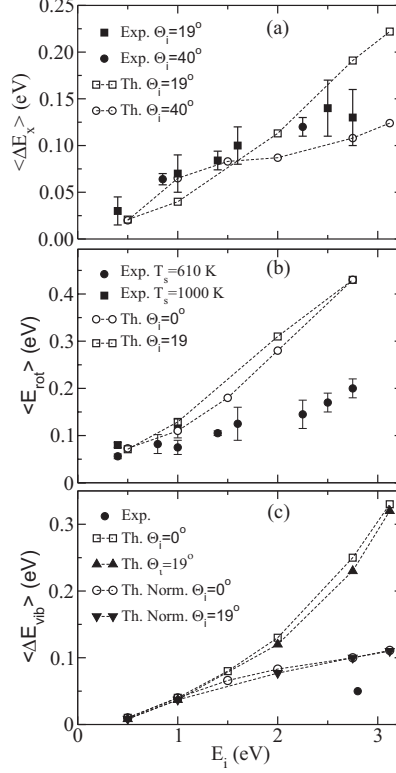 0.25
0.20
0.15
0.10
0.05
0.00
<ΔE_x> (eV)
(a)
Exp. Θ_i=19°
Exp. Θ_i=40°
Th. Θ_i=19°
Th. Θ_i=40°
0.4
0.3
0.2
0.1
0.0
<E_rot> (eV)
(b)
Exp. T_s=610 K
Exp. T_s=1000 K
Th. Θ_i=0°
Th. Θ_i=19
0.3
0.2
0.1
0.0
<ΔE_vib> (eV)
(c)
Exp.
Th. Θ_i=0°
Th. Θ_ι=19°
Th. Norm. Θ_i=0°
Th. Norm. Θ_i=19°
0 1 2 3
E_i (eV)